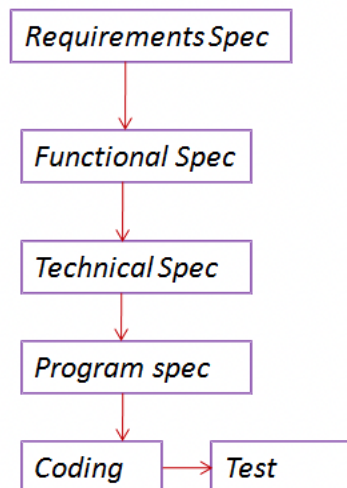 Requirements Spec
Functional Spec
Technical Spec
Program spec
Coding
Test